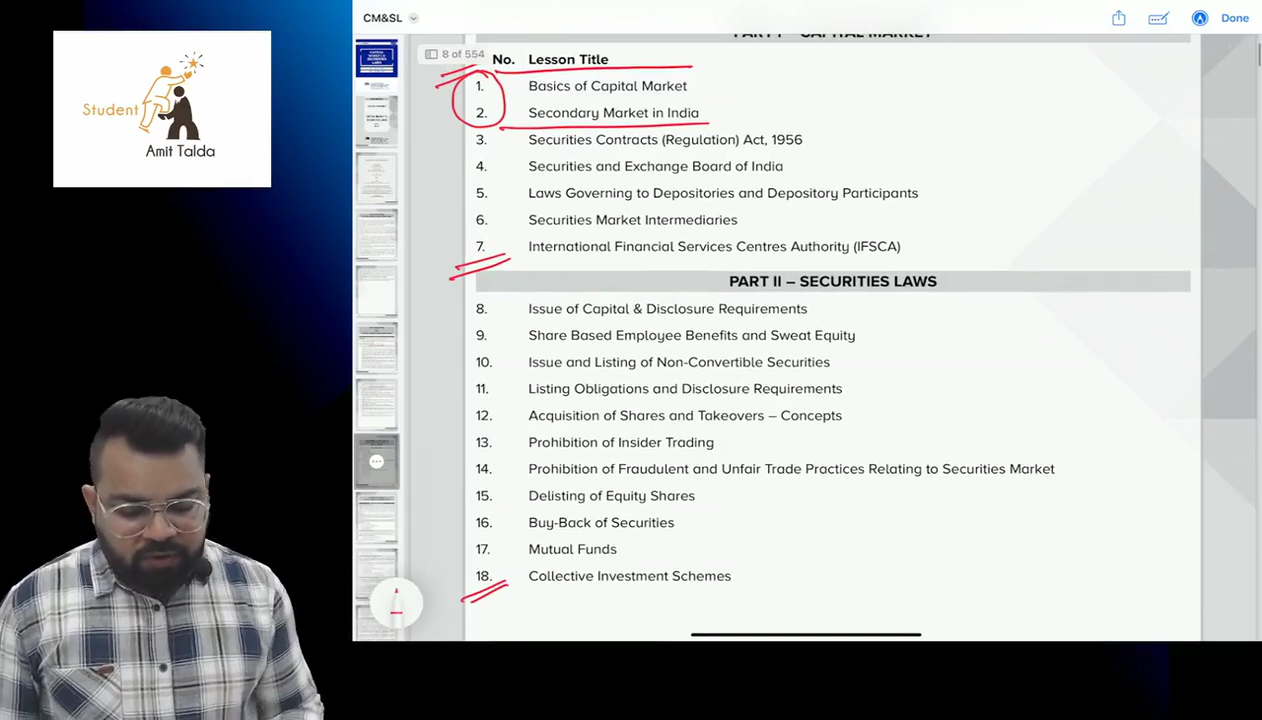 CM&SL
Done
8 of 554
PART I – CAPITAL MARKET
No. Lesson Title
1. Basics of Capital Market
2. Secondary Market in India
3. Securities Contracts (Regulation) Act, 1956
4. Securities and Exchange Board of India
5. Laws Governing to Depositories and Depository Participants
6. Securities Market Intermediaries
7. International Financial Services Centres Authority (IFSCA)
PART II – SECURITIES LAWS
8. Issue of Capital & Disclosure Requirements
9. Share Based Employee Benefits and Sweat Equity
10. Issue and Listing of Non-Convertible Securities
11. Listing Obligations and Disclosure Requirements
12. Acquisition of Shares and Takeovers – Concepts
13. Prohibition of Insider Trading
14. Prohibition of Fraudulent and Unfair Trade Practices Relating to Securities Market
15. Delisting of Equity Shares
16. Buy-Back of Securities
17. Mutual Funds
18. Collective Investment Schemes
Student
Amit Talda